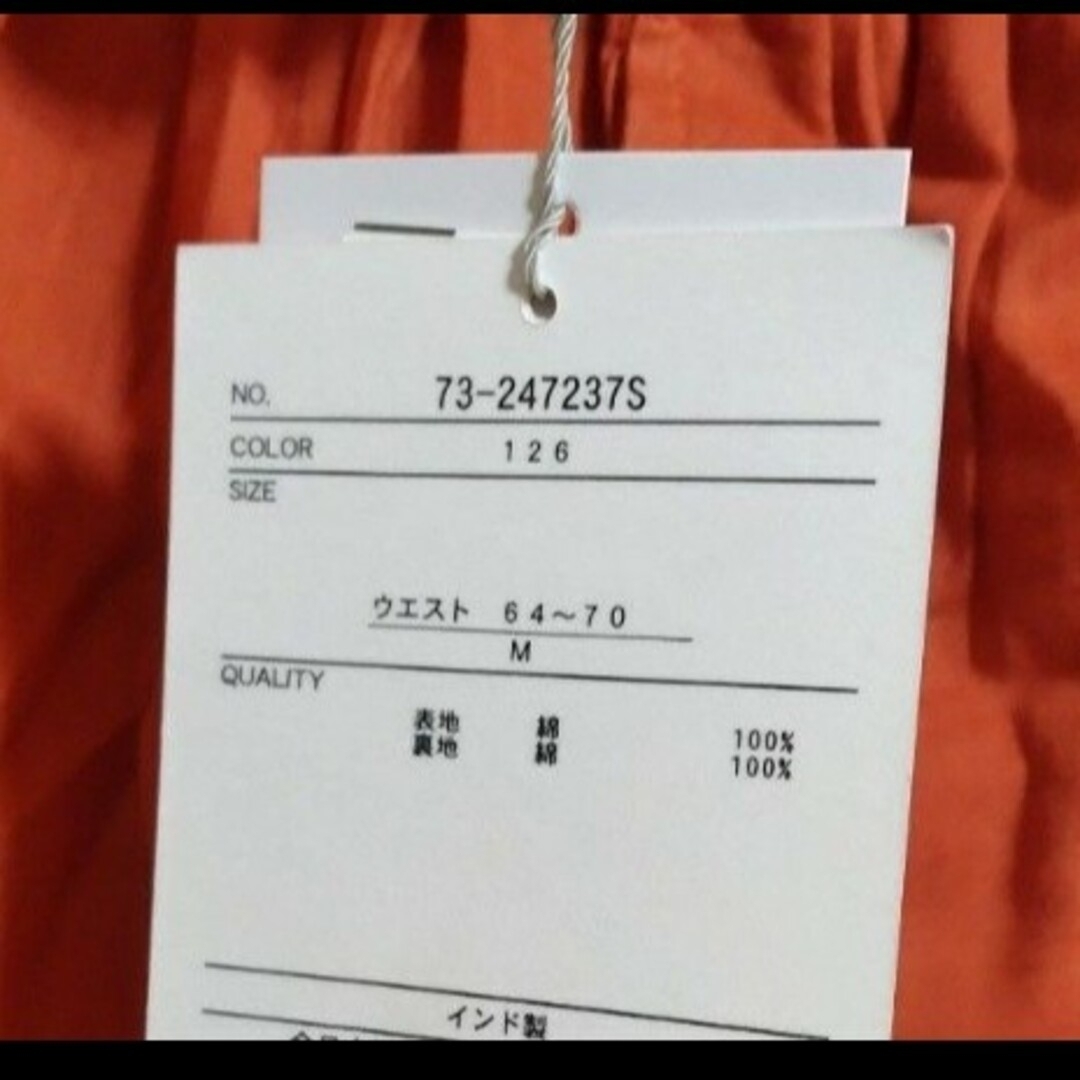 NO. 73-247237S
COLOR 126
SIZE
ウエスト 64~70
M
QUALITY
表地 綿 100%
裏地 綿 100%
インド製